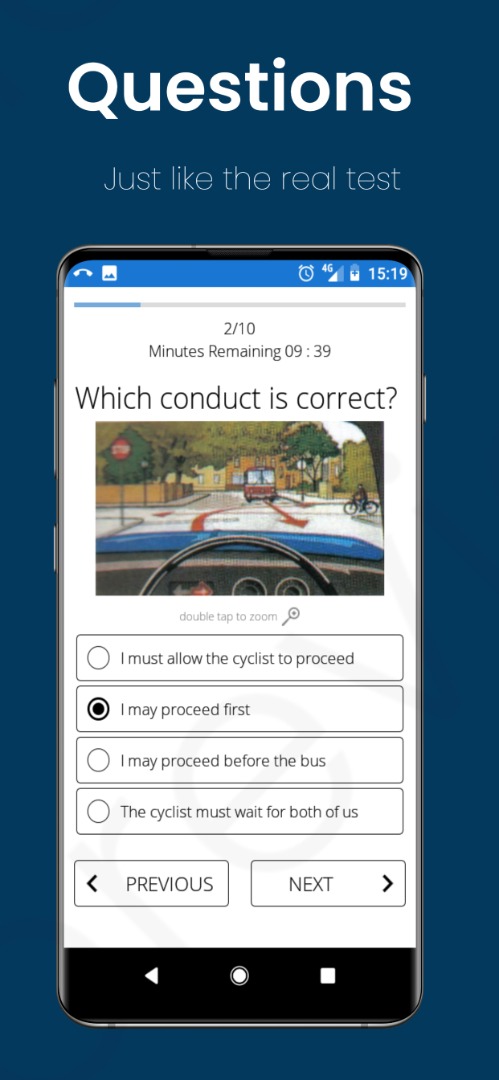 Questions
Just like the real test
4G 15:19
2/10
Minutes Remaining 09 : 39
Which conduct is correct?
double tap to zoom
I must allow the cyclist to proceed
I may proceed first
I may proceed before the bus
The cyclist must wait for both of us
PREVIOUS
NEXT